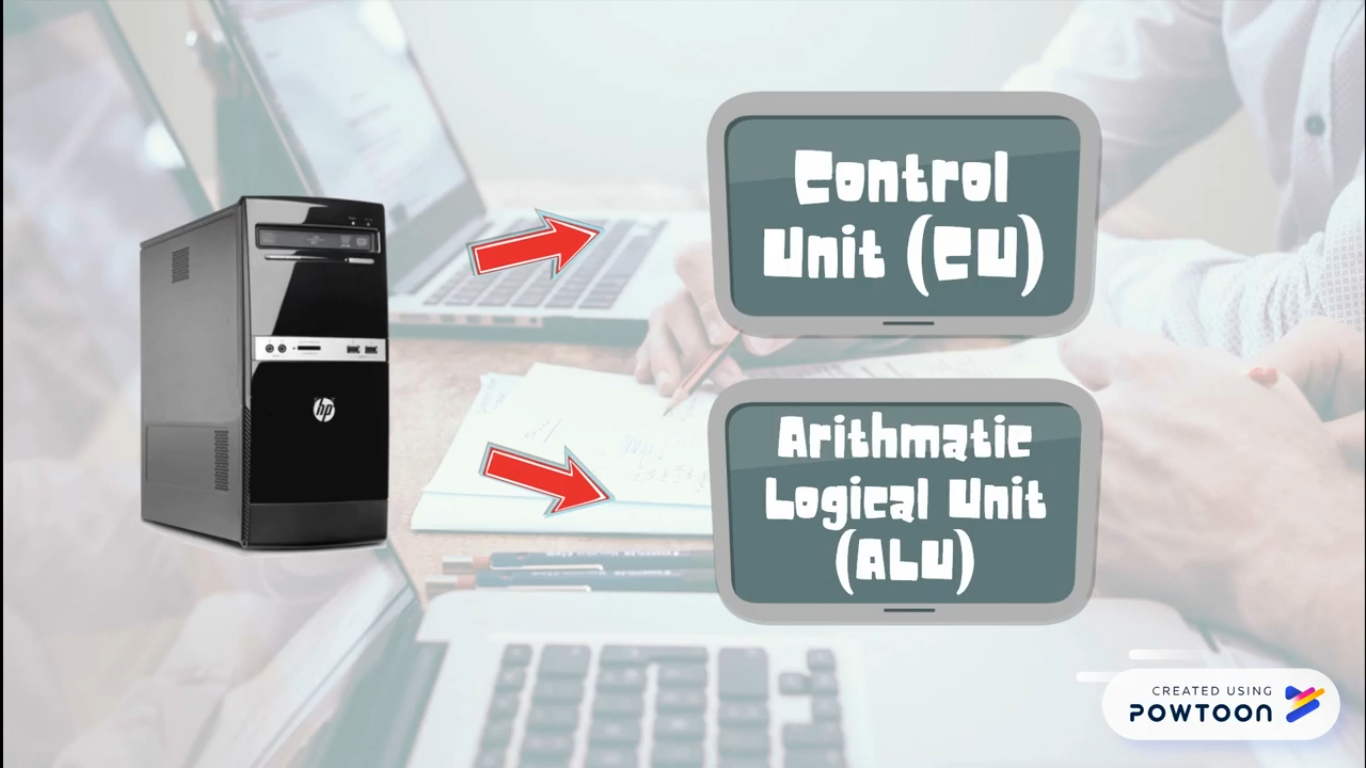 Control
Unit (CU)
Arithmatic
Logical Unit
(ALU)
hp
CREATED USING
POWTOON